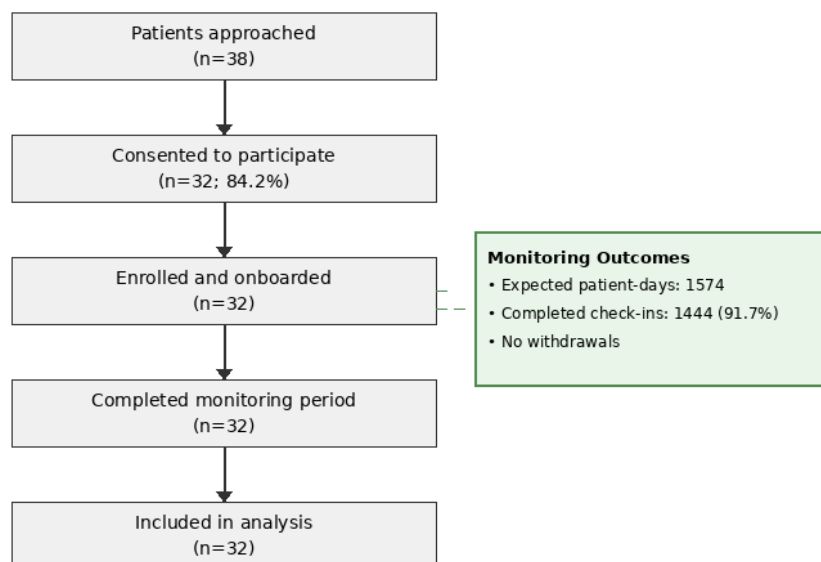 Patients approached
(n=38)
Consented to participate
(n=32; 84.2%)
Enrolled and onboarded
(n=32)
Monitoring Outcomes
• Expected patient-days: 1574
• Completed check-ins: 1444 (91.7%)
• No withdrawals
Completed monitoring period
(n=32)
Included in analysis
(n=32)